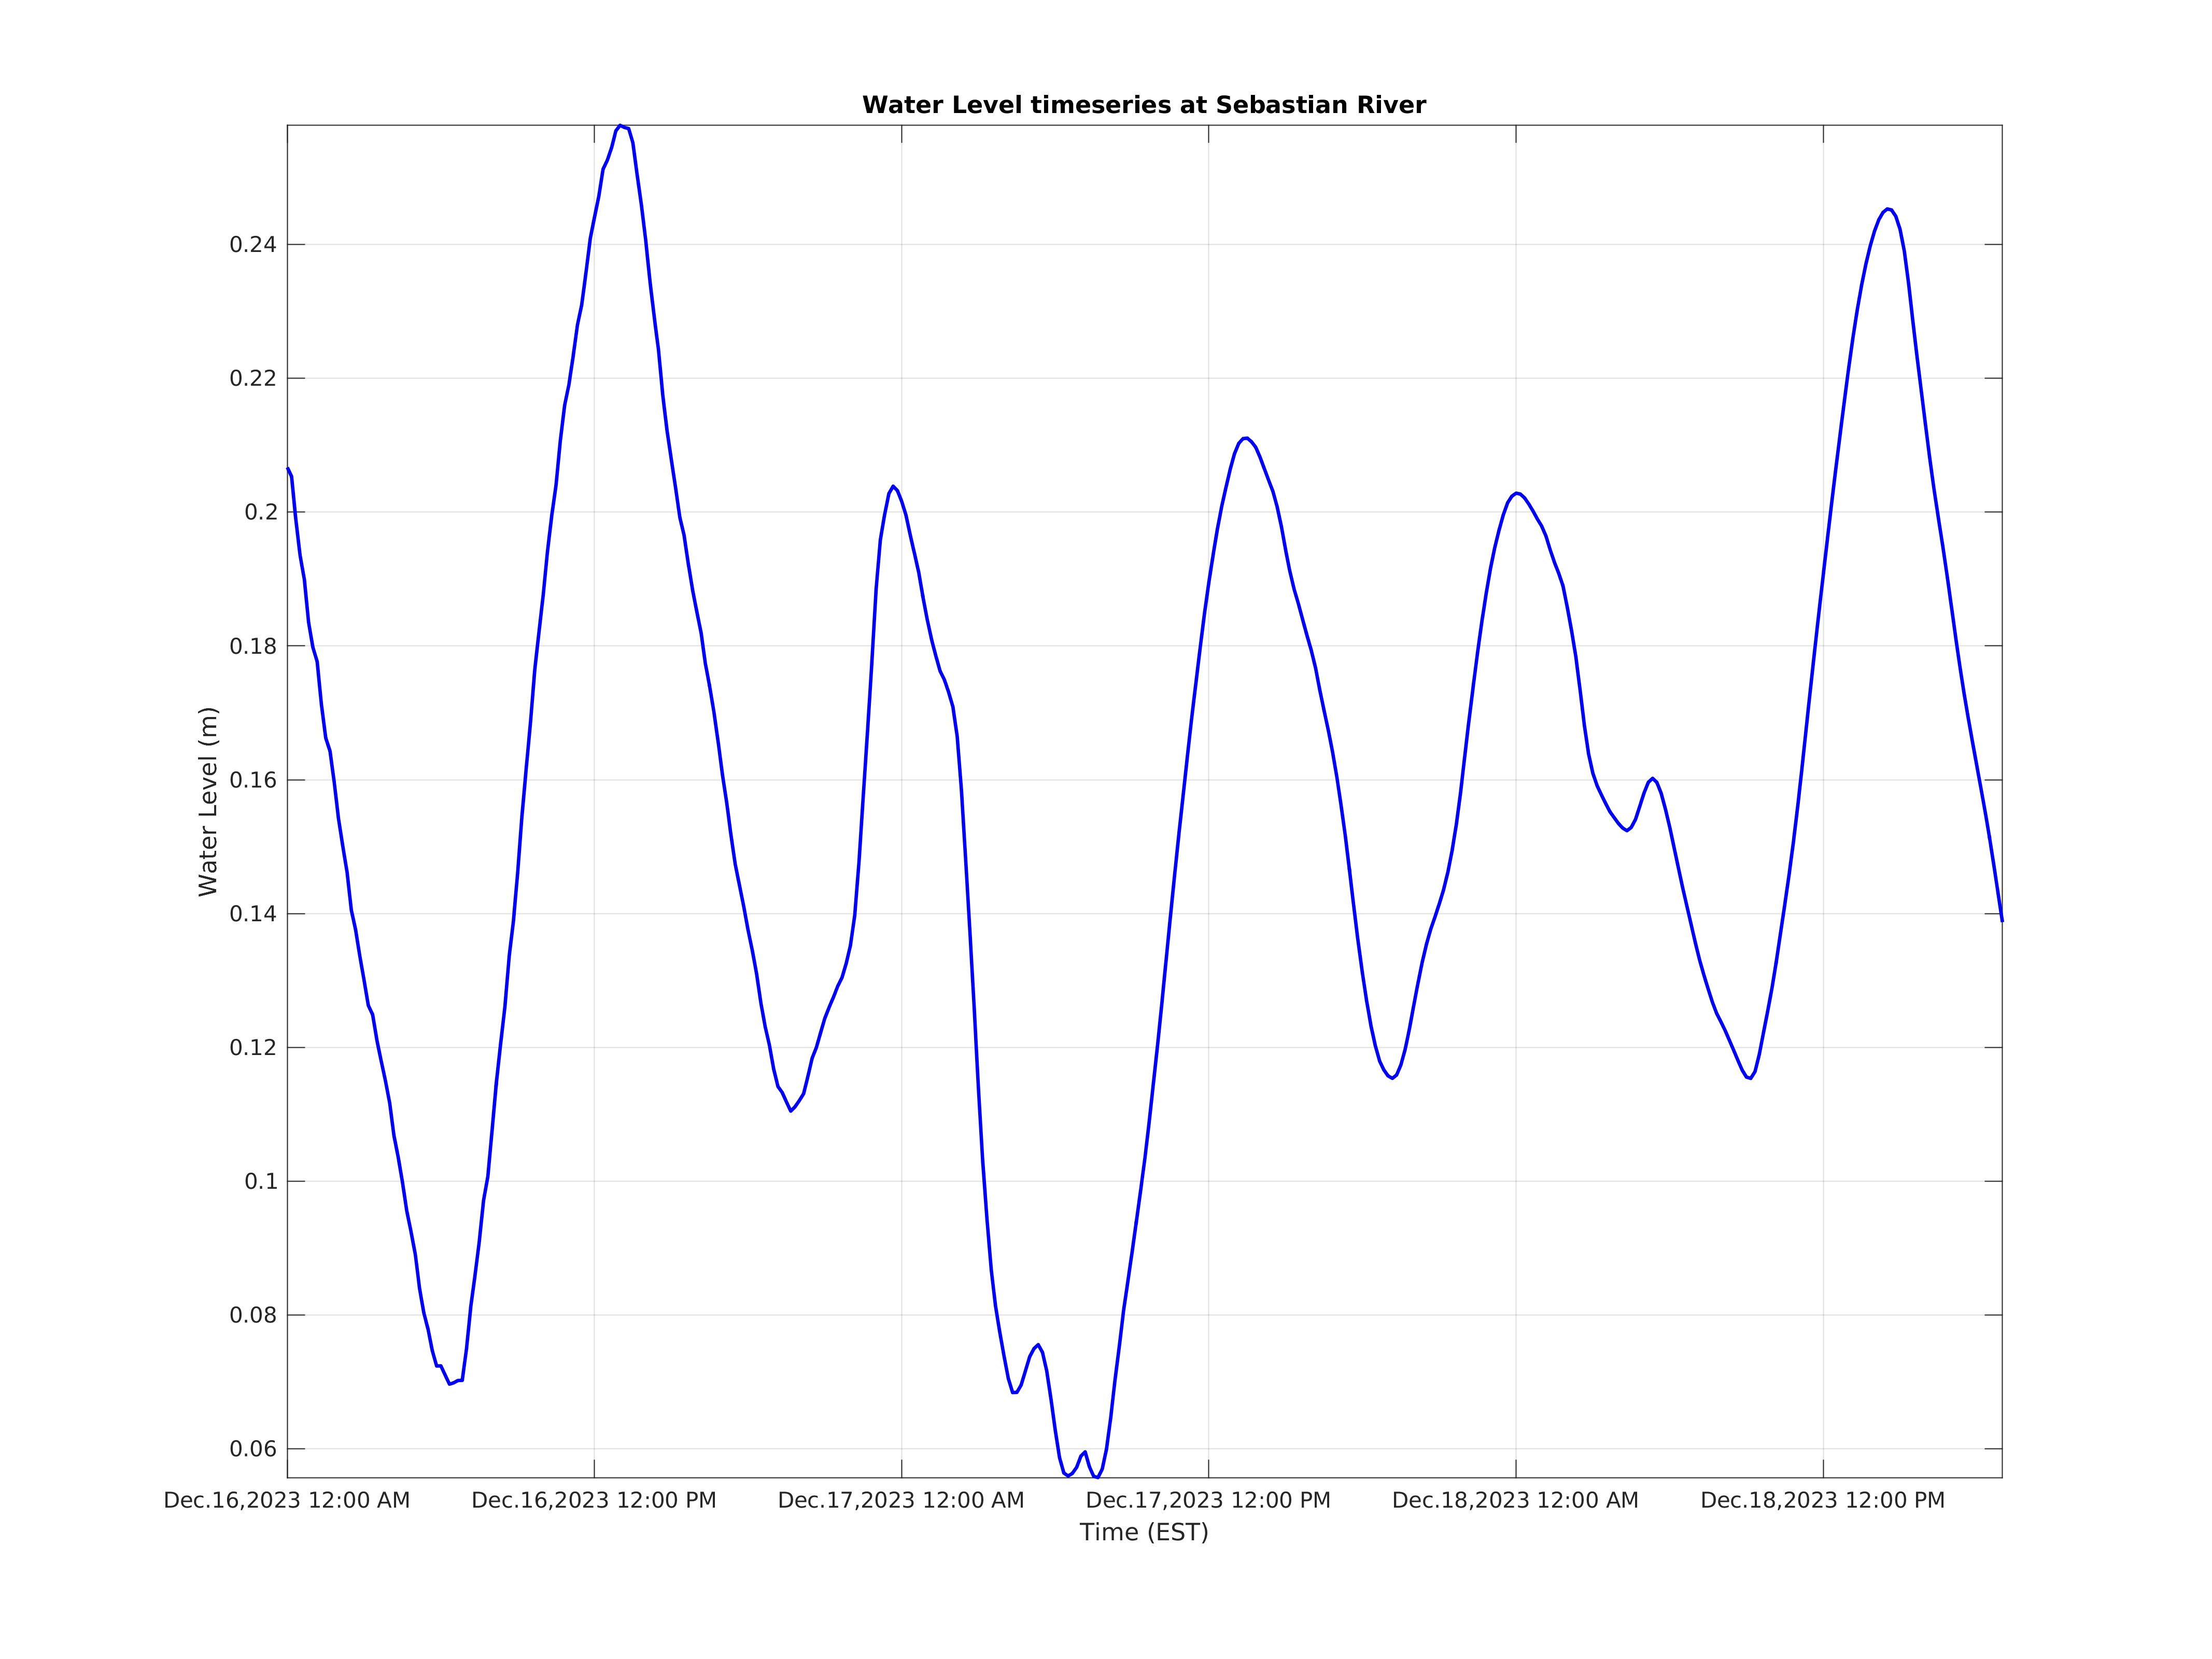 Water Level timeseries at Sebastian River
0.24
0.22
0.2
0.18
0.16
0.14
0.12
0.1
0.08
0.06
Water Level (m)
Dec.16,2023 12:00 AM Dec.16,2023 12:00 PM Dec.17,2023 12:00 AM Dec.17,2023 12:00 PM Dec.18,2023 12:00 AM Dec.18,2023 12:00 PM
Time (EST)